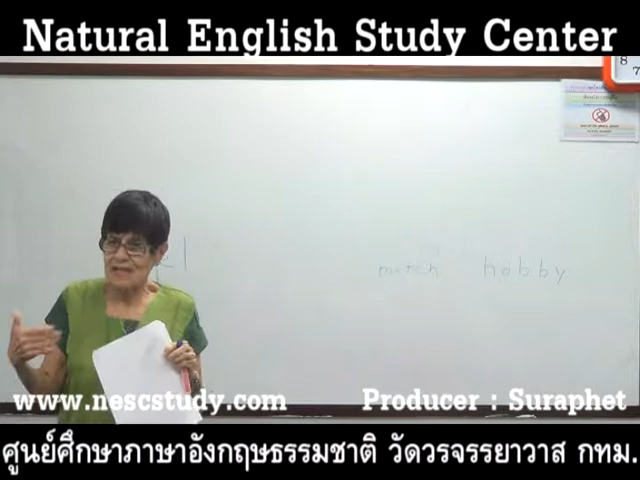 Natural English Study Center
8
7
hobby
www.nescstudy.com
Producer : Suraphet
ศูนย์ศึกษาภาษาอังกฤษธรรมชาติ วัดวรจรรยาวาส กทม.